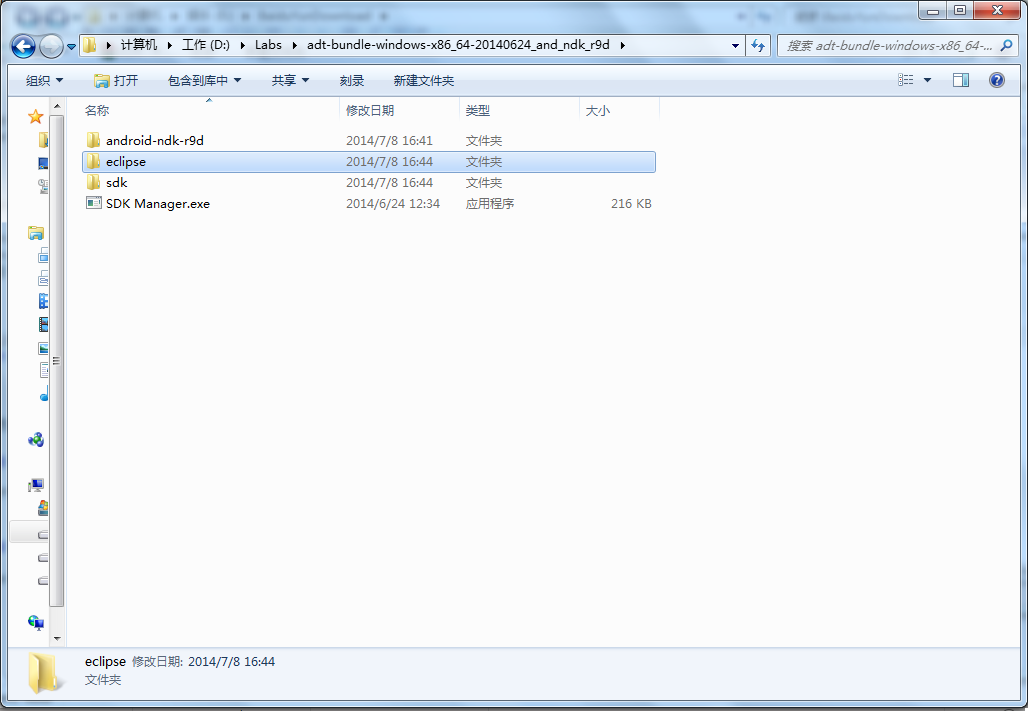 计算机 工作 (D:) Labs adt-bundle-windows-x86_64-20140624_and_ndk_r9d
搜索 adt-bundle-windows-x86_64-...
组织 打开 包含到库中 共享 刻录 新建文件夹
名称 修改日期 类型 大小
android-ndk-r9d 2014/7/8 16:41 文件夹
eclipse 2014/7/8 16:44 文件夹
sdk 2014/7/8 16:44 文件夹
SDK Manager.exe 2014/6/24 12:34 应用程序 216 KB
eclipse 修改日期: 2014/7/8 16:44
文件夹